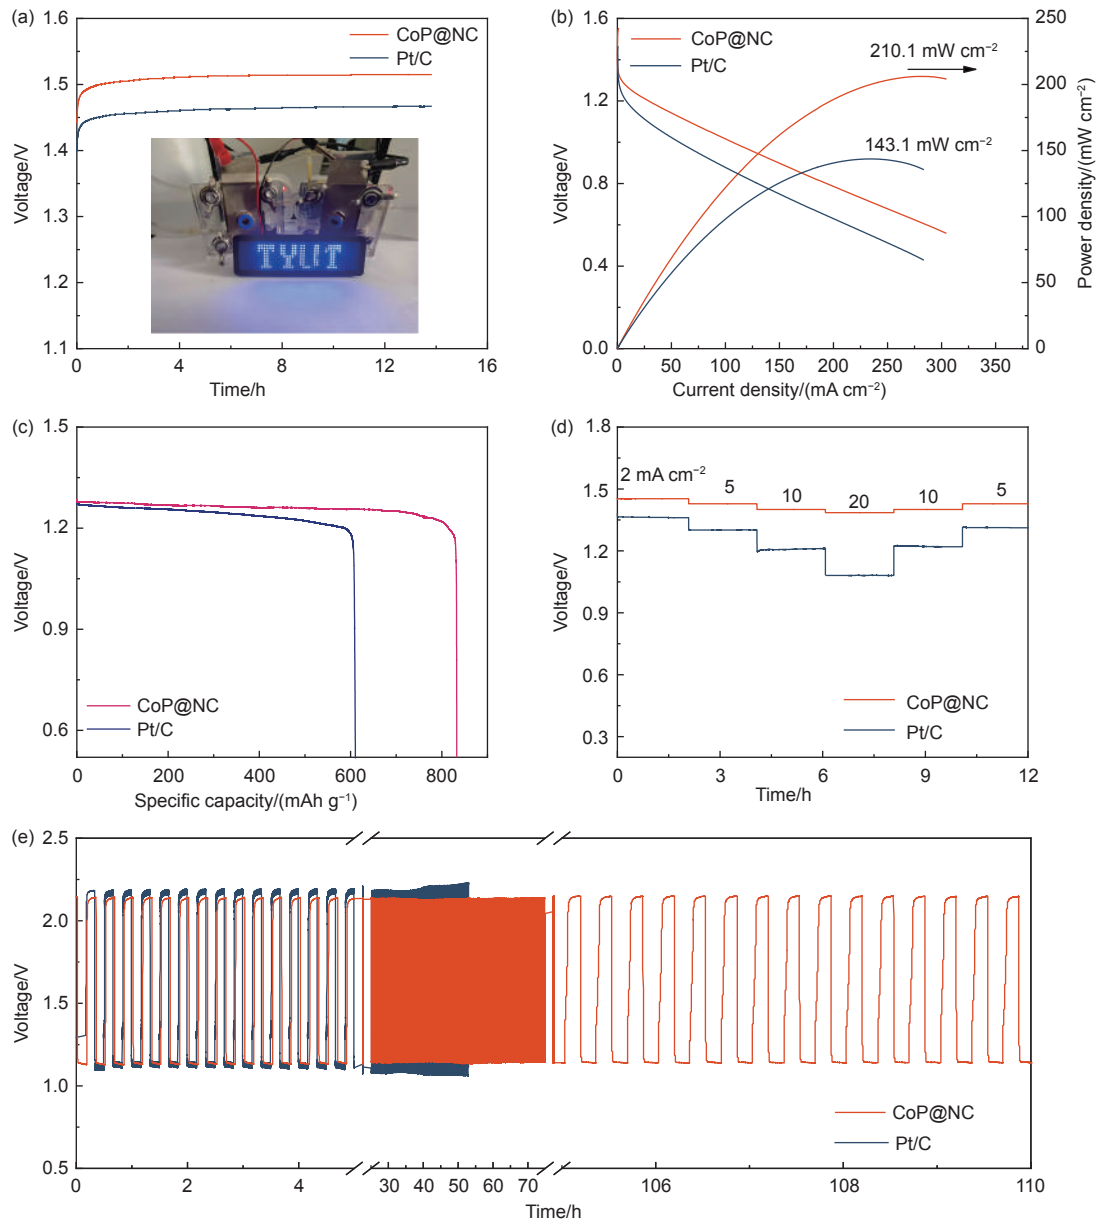 (a)
1.6
1.5
1.4
1.3
1.2
1.1
Voltage/V
CoP@NC
Pt/C
TYUT
0 4 8 12 16
Time/h
(b)
1.6
1.2
0.8
0.4
0.0
Voltage/V
CoP@NC
Pt/C
210.1 mW cm⁻²
143.1 mW cm⁻²
250
200
150
100
50
0
Power density/(mW cm⁻²)
0 50 100 150 200 250 300 350
Current density/(mA cm⁻²)
(c)
1.5
1.2
0.9
0.6
Voltage/V
CoP@NC
Pt/C
0 200 400 600 800
Specific capacity/(mAh g⁻¹)
(d)
1.8
1.5
1.2
0.9
0.6
0.3
Voltage/V
2 mA cm⁻²
5 10 20 10 5
CoP@NC
Pt/C
0 3 6 9 12
Time/h
(e)
2.5
2.0
1.5
1.0
0.5
Voltage/V
CoP@NC
Pt/C
0 2 4 30 40 50 60 70 106 108 110
Time/h